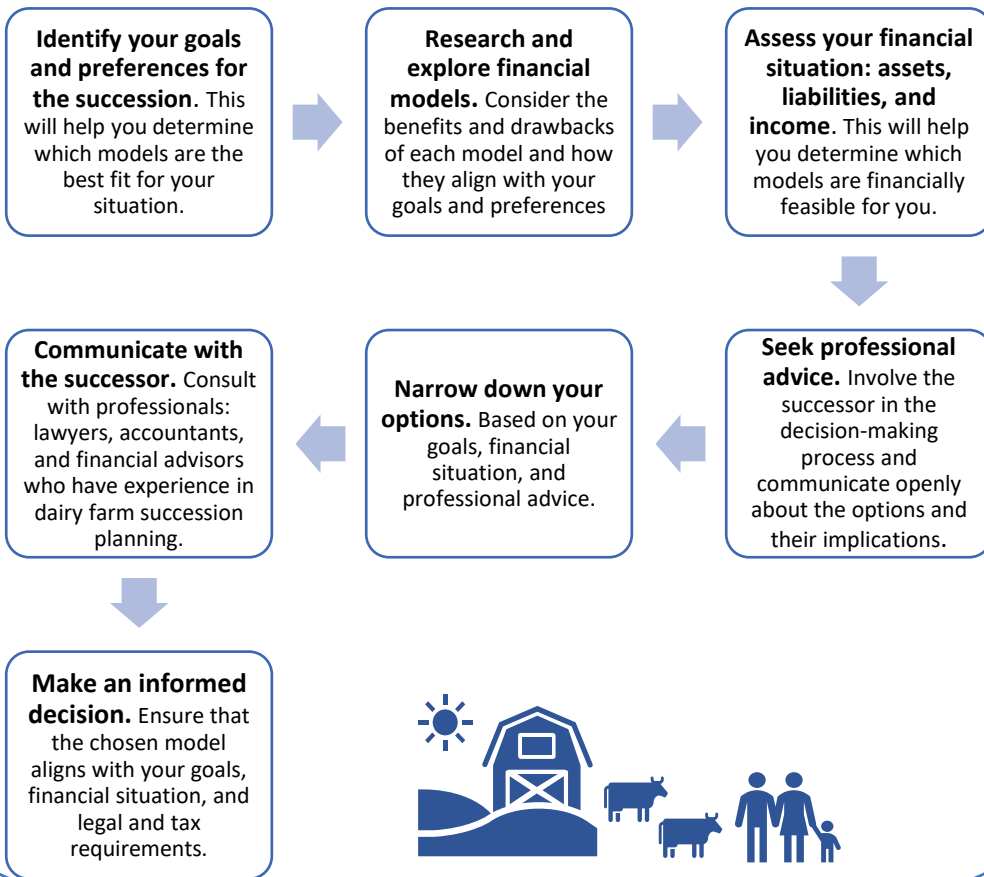 Identify your goals
and preferences for
the succession. This
will help you determine
which models are the
best fit for your
situation.
Research and
explore financial
models. Consider the
benefits and drawbacks
of each model and how
they align with your
goals and preferences
Assess your financial
situation: assets,
liabilities, and
income. This will help
you determine which
models are financially
feasible for you.
Seek professional
advice. Involve the
successor in the
decision-making
process and
communicate openly
about the options and
their implications.
Narrow down your
options. Based on your
goals, financial
situation, and
professional advice.
Communicate with
the successor. Consult
with professionals:
lawyers, accountants,
and financial advisors
who have experience in
dairy farm succession
planning.
Make an informed
decision. Ensure that
the chosen model
aligns with your goals,
financial situation, and
legal and tax
requirements.